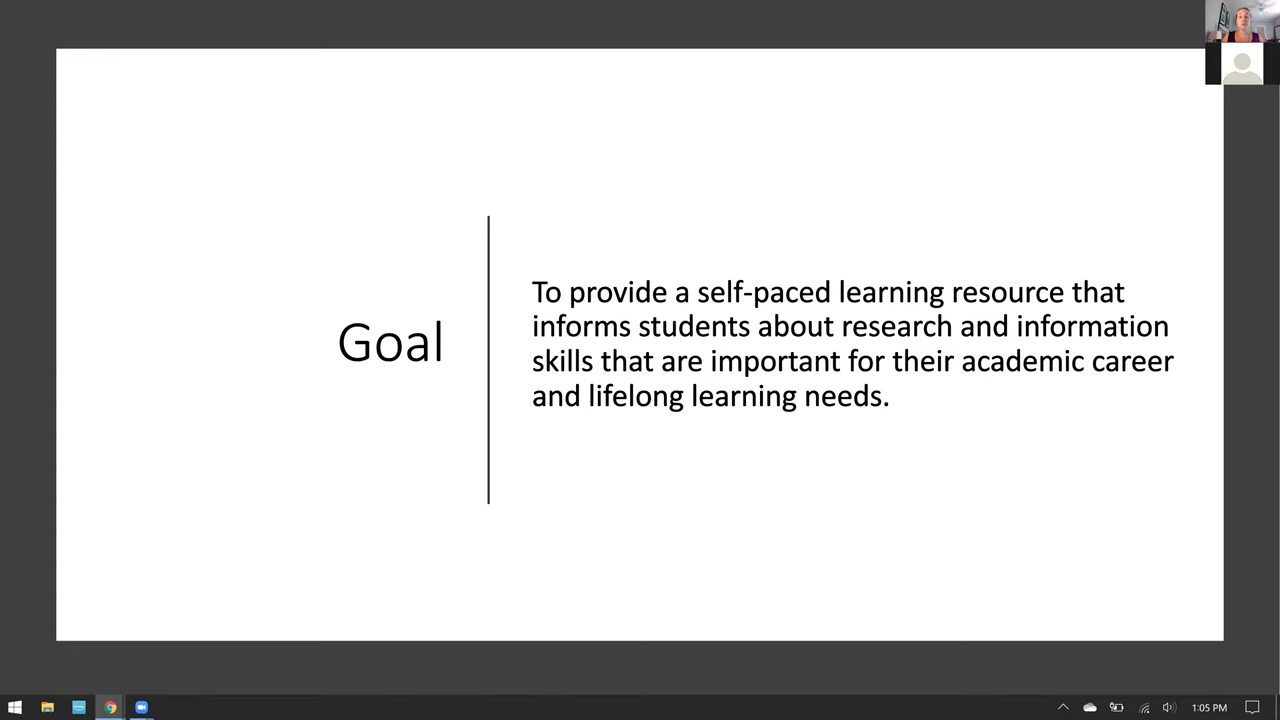 Goal
To provide a self-paced learning resource that
informs students about research and information
skills that are important for their academic career
and lifelong learning needs.
1:05 PM